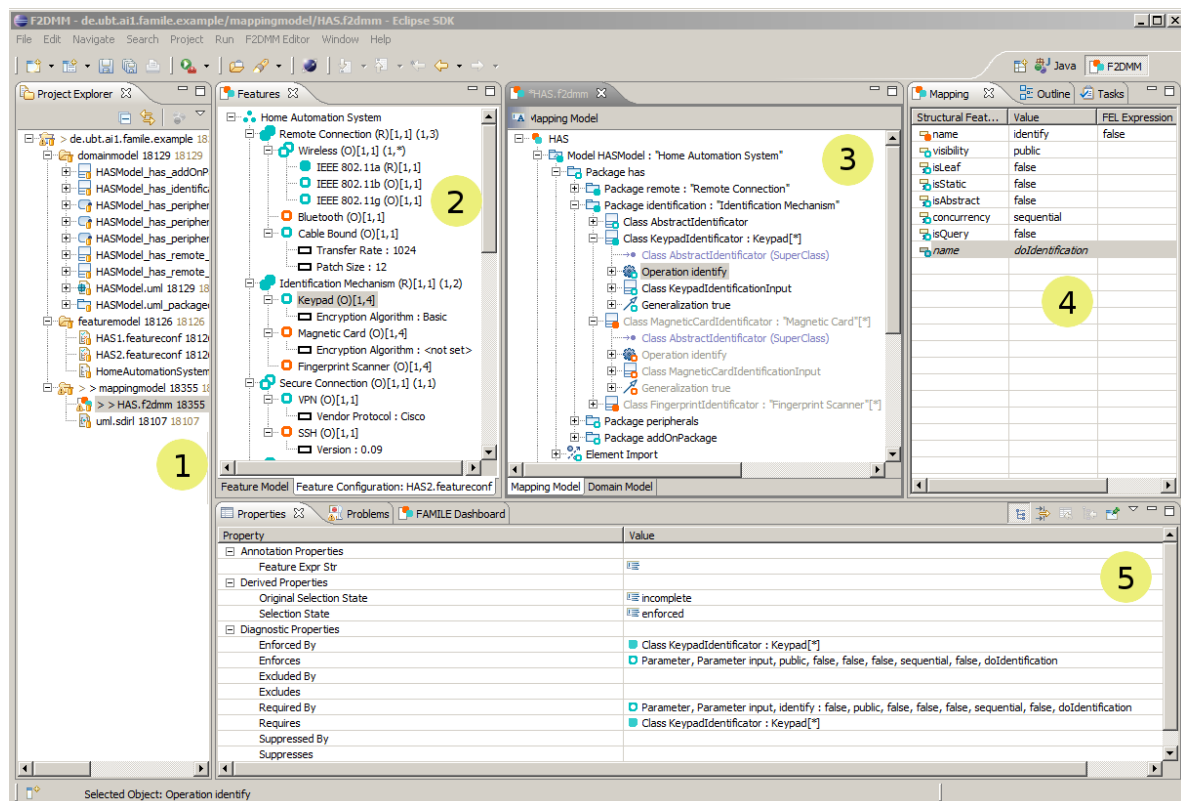 F2DMM - de.ubt.ai1.famile.example/mappingmodel/HAS.f2dmm - Eclipse SDK
File Edit Navigate Search Project Run F2DMM Editor Window Help
Java F2DMM
Project Explorer
> de.ubt.ai1.famile.example 18
domainmodel 18129 18129
HASModel_has_addOnP
HASModel_has_identific
HASModel_has_peripher
HASModel_has_peripher
HASModel_has_peripher
HASModel_has_remote_
HASModel_has_remote_
HASModel.uml 18129 18
HASModel.uml_package
featuremodel 18126 18126
HAS1.featureconf 1812
HAS2.featureconf 1812
HomeAutomationSystem
> > mappingmodel 18355 18
> > HAS.f2dmm 18355
uml.sdirl 18107 18107
1
Features
Home Automation System
Remote Connection (R)[1,1] (1,3)
Wireless (O)[1,1] (1,*)
IEEE 802.11a (R)[1,1]
IEEE 802.11b (O)[1,1]
IEEE 802.11g (O)[1,1]
Bluetooth (O)[1,1]
Cable Bound (O)[1,1]
Transfer Rate : 1024
Patch Size : 12
Identification Mechanism (R)[1,1] (1,2)
Keypad (O)[1,4]
Encryption Algorithm : Basic
Magnetic Card (O)[1,4]
Encryption Algorithm : <not set>
Fingerprint Scanner (O)[1,4]
Secure Connection (O)[1,1] (1,1)
VPN (O)[1,1]
Vendor Protocol : Cisco
SSH (O)[1,1]
Version : 0.09
2
Feature Model Feature Configuration: HAS2.featureconf
*HAS.f2dmm
Mapping Model
HAS
Model HASModel : "Home Automation System"
Package has
Package remote : "Remote Connection"
Package identification : "Identification Mechanism"
Class AbstractIdentificator
Class KeypadIdentificator : Keypad[*]
Class AbstractIdentificator (SuperClass)
Operation identify
Class KeypadIdentificationInput
Generalization true
Class MagneticCardIdentificator : "Magnetic Card"[*]
Class AbstractIdentificator (SuperClass)
Operation identify
Class MagneticCardIdentificationInput
Generalization true
Class FingerprintIdentificator : "Fingerprint Scanner"[*]
Package peripherals
Package addOnPackage
Element Import
3
Mapping Model Domain Model
Mapping Outline Tasks
Structural Feat... Value FEL Expression
name identify false
visibility public
isLeaf false
isStatic false
isAbstract false
concurrency sequential
isQuery false
name doIdentification
4
Properties Problems FAMILE Dashboard
Property Value
Annotation Properties
Feature Expr Str
Derived Properties
Original Selection State incomplete
Selection State enforced
Diagnostic Properties
Enforced By Class KeypadIdentificator : Keypad[*]
Enforces Parameter, Parameter input, public, false, false, false, sequential, false, doIdentification
Excluded By
Excludes
Required By Parameter, Parameter input, identify : false, public, false, false, false, sequential, false, doIdentification
Requires Class KeypadIdentificator : Keypad[*]
Suppressed By
Suppresses
5
Selected Object: Operation identify